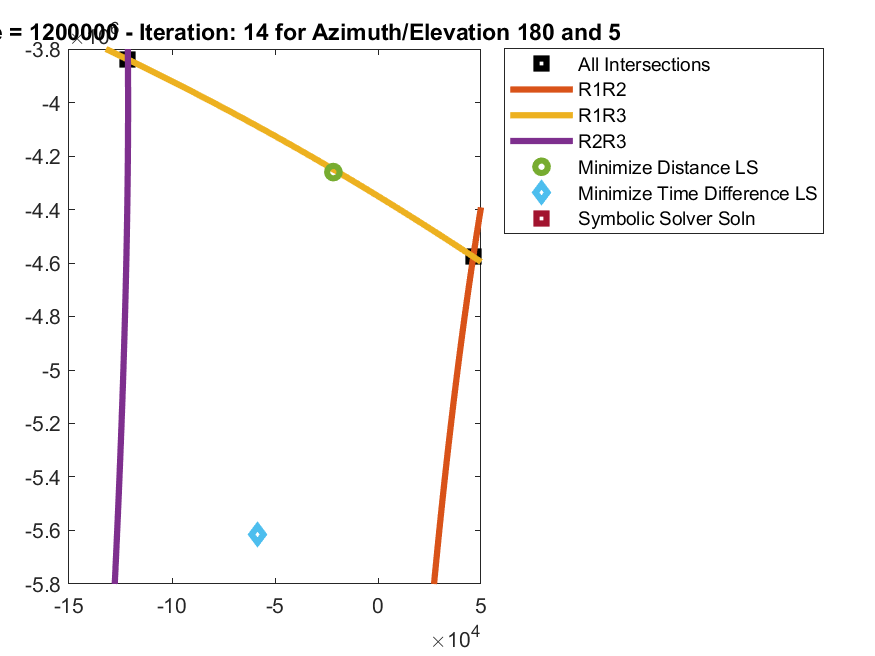 e = 1200000 - Iteration: 14 for Azimuth/Elevation 180 and 5
×10^6
-3.8
-4
-4.2
-4.4
-4.6
-4.8
-5
-5.2
-5.4
-5.6
-5.8
-15
-10
-5
0
5
×10^4
All Intersections
R1R2
R1R3
R2R3
Minimize Distance LS
Minimize Time Difference LS
Symbolic Solver Soln